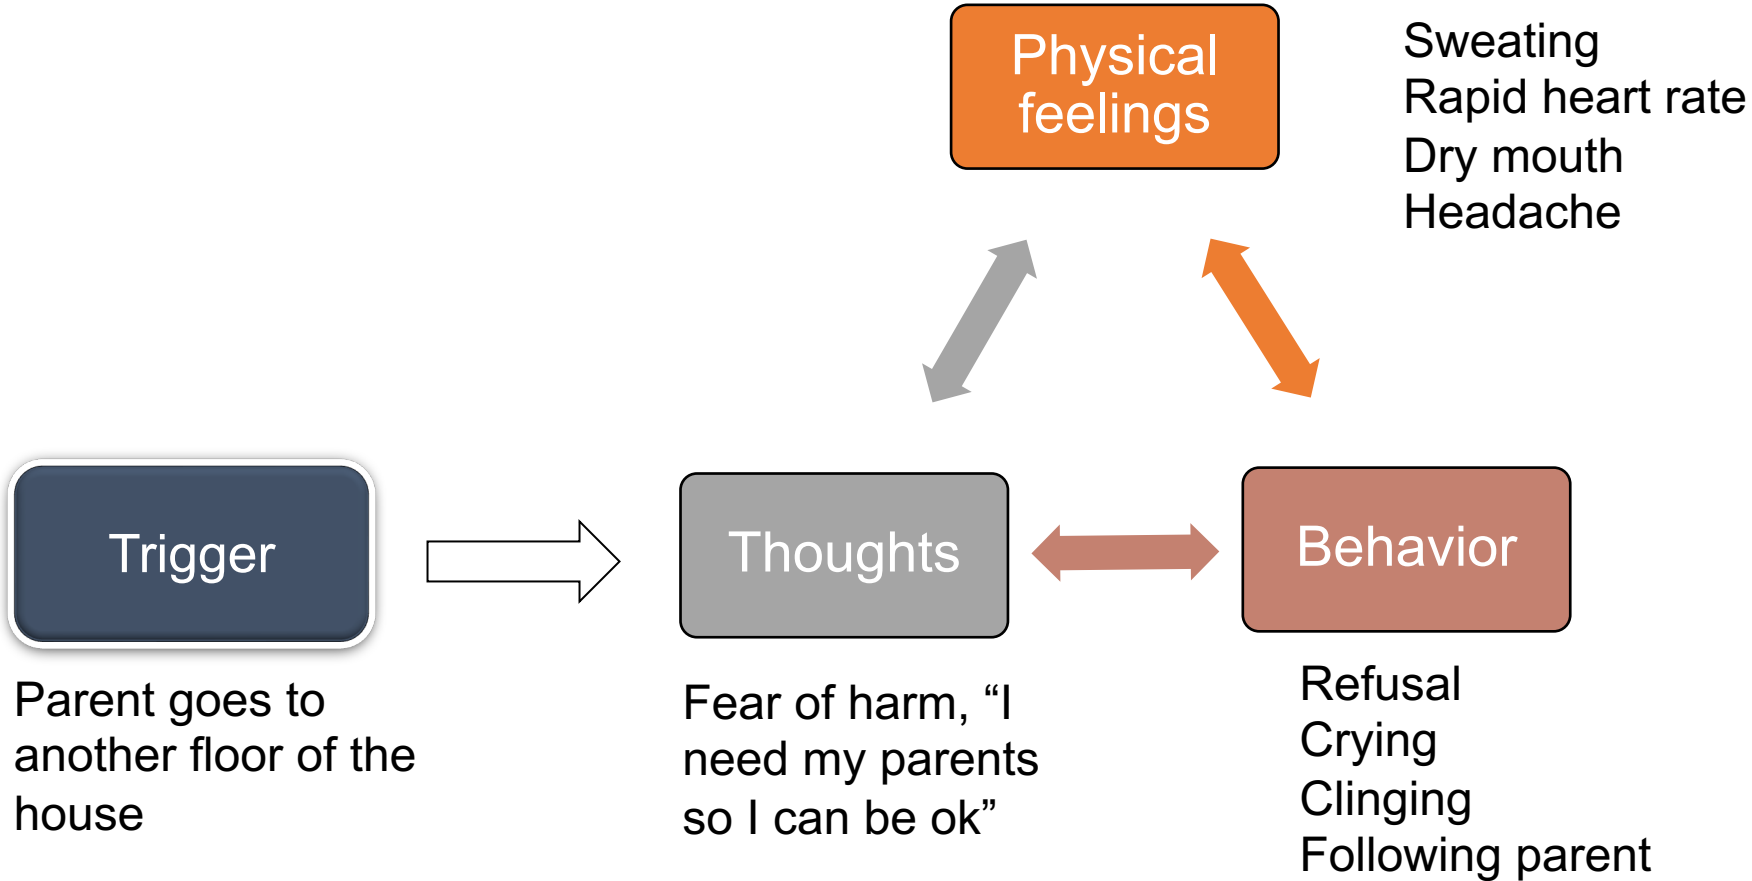 Physical
feelings
Sweating
Rapid heart rate
Dry mouth
Headache
Trigger
Parent goes to
another floor of the
house
Thoughts
Fear of harm, “I
need my parents
so I can be ok”
Behavior
Refusal
Crying
Clinging
Following parent